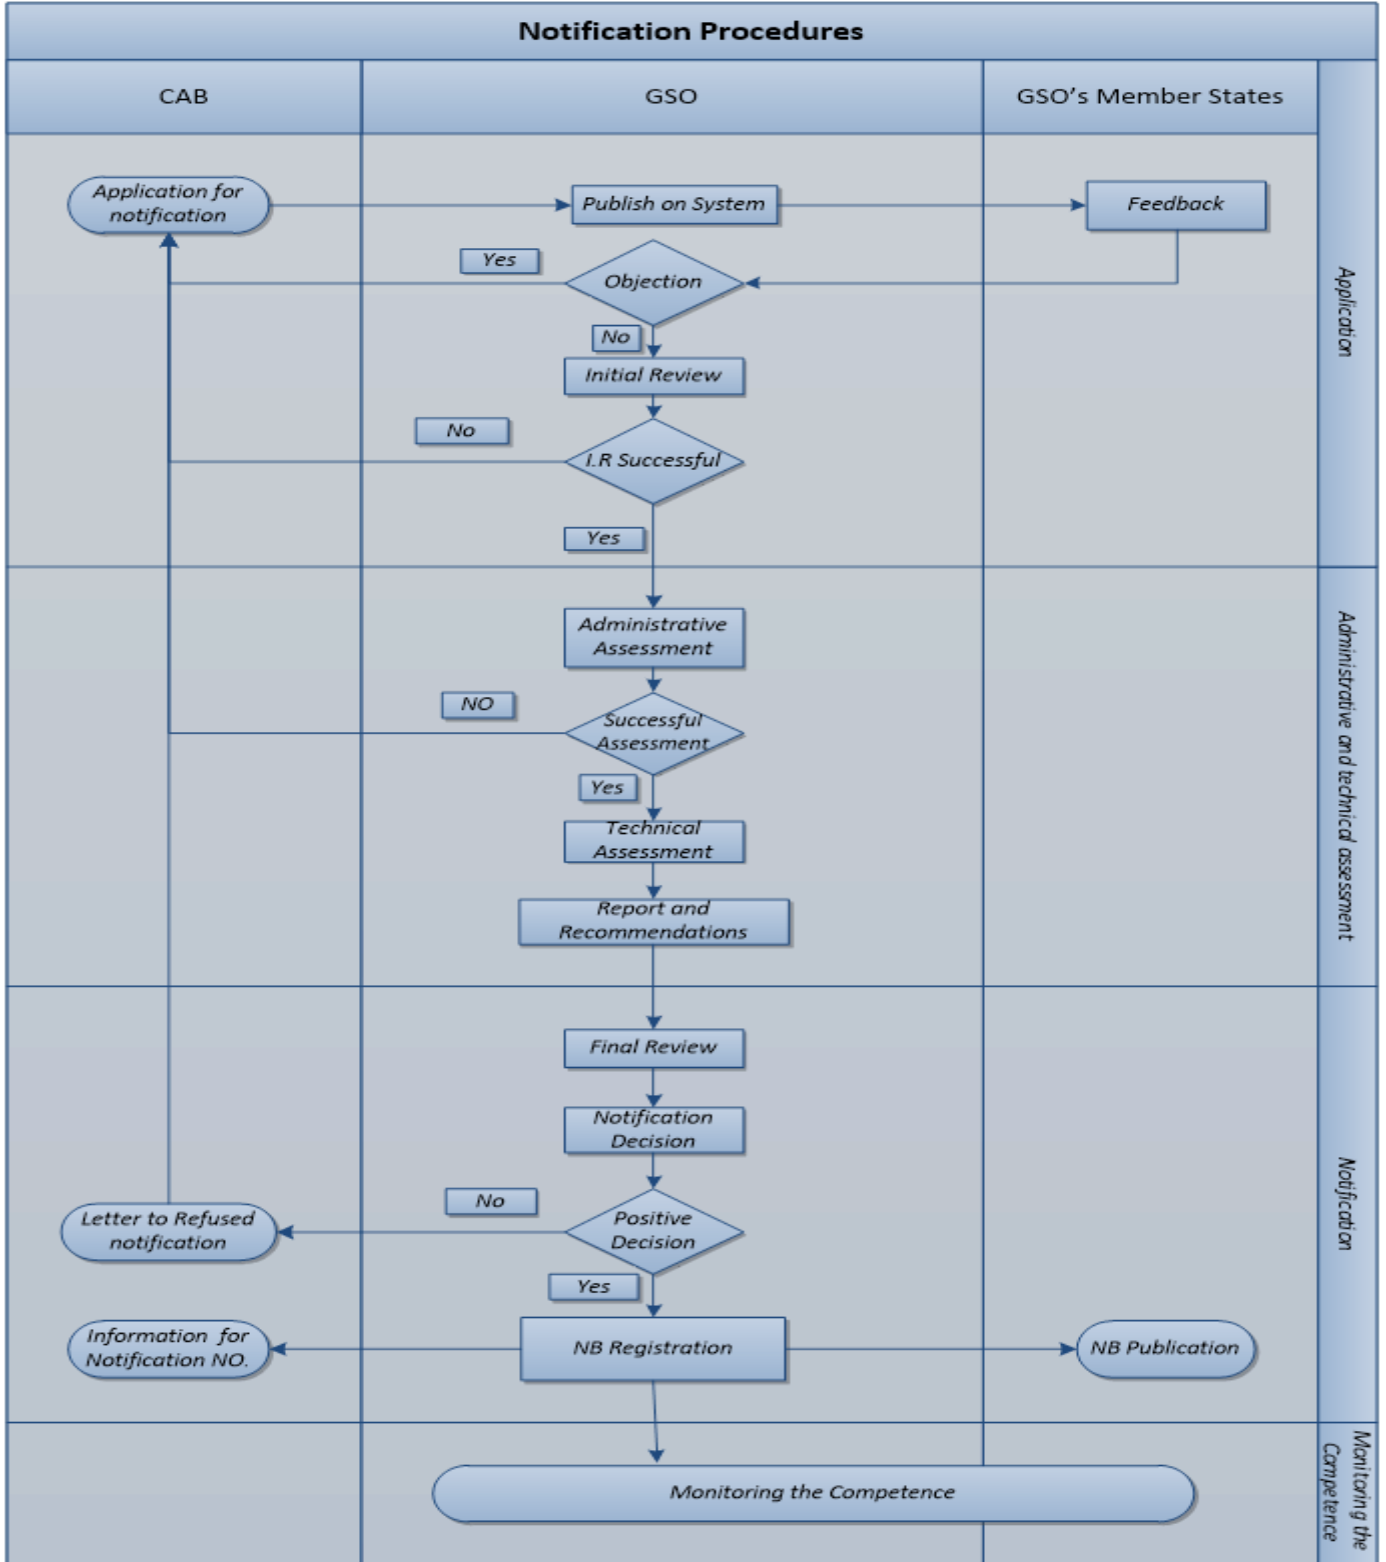 Notification Procedures
CAB
GSO
GSO's Member States
Application for
notification
Publish on System
Feedback
Yes
Objection
No
Initial Review
No
I.R Successful
Yes
Application
Administrative
Assessment
NO
Successful
Assessment
Yes
Technical
Assessment
Report and
Recommendations
Administrative and technical assessment
Final Review
Notification
Decision
No
Positive
Decision
Letter to Refused
notification
Yes
Information for
Notification NO.
NB Registration
NB Publication
Notification
Monitoring the Competence
Monitoring the
Competence